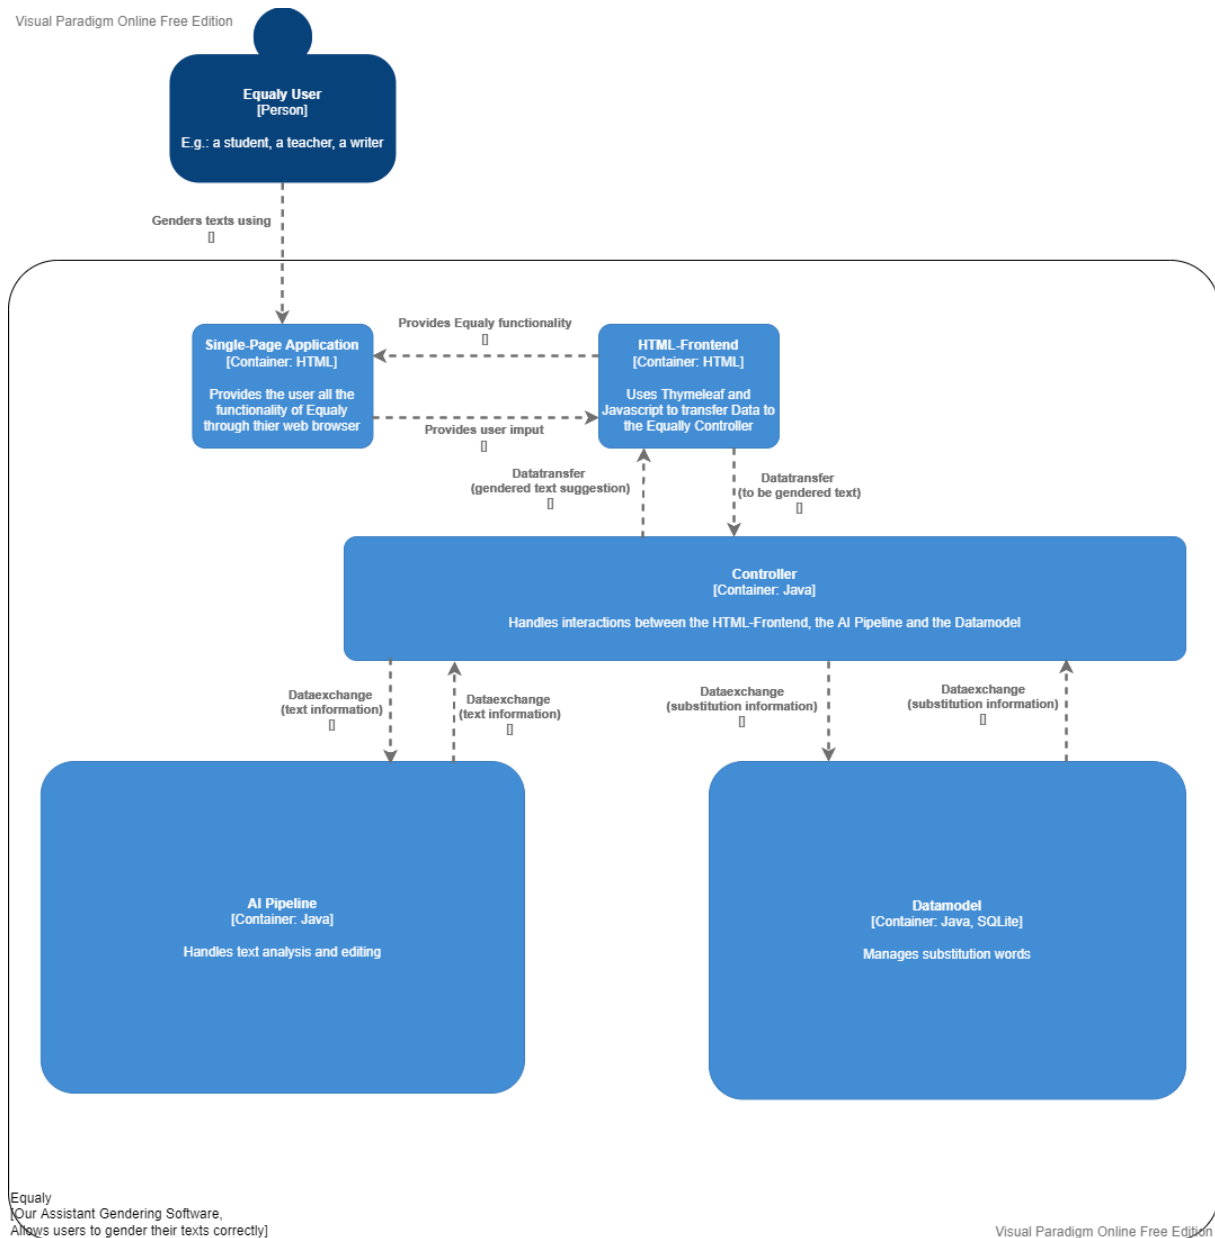 Visual Paradigm Online Free Edition
Equaly User
[Person]
E.g.: a student, a teacher, a writer
Genders texts using
[]
Single-Page Application
[Container: HTML]
Provides the user all the
functionality of Equaly
through thier web browser
Provides Equaly functionality
[]
Provides user imput
[]
HTML-Frontend
[Container: HTML]
Uses Thymeleaf and
Javascript to transfer Data to
the Equally Controller
Datatransfer
(gendered text suggestion)
[]
Datatransfer
(to be gendered text)
[]
Controller
[Container: Java]
Handles interactions between the HTML-Frontend, the AI Pipeline and the Datamodel
Dataexchange
(text information)
[]
Dataexchange
(text information)
[]
Dataexchange
(substitution information)
[]
Dataexchange
(substitution information)
[]
AI Pipeline
[Container: Java]
Handles text analysis and editing
Datamodel
[Container: Java, SQLite]
Manages substitution words
Equaly
[Our Assistant Gendering Software,
Allows users to gender their texts correctly]
Visual Paradigm Online Free Edition